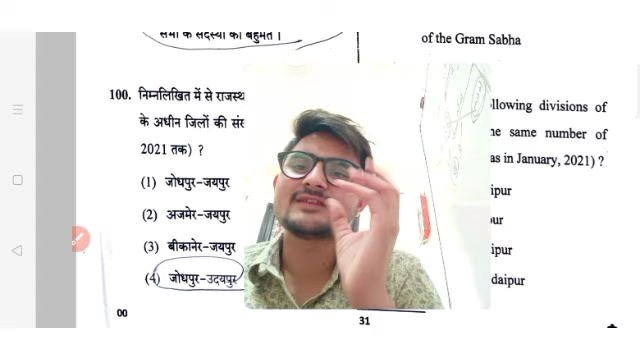 सभा के सदस्यों का बहुमत ।
of the Gram Sabha
100. निम्नलिखित में से राजस्थ
के अधीन जिलों की सं
2021 तक) ?
(1) जोधपुर-जयपुर
(2) अजमेर-जयपुर
(3) बीकानेर-जयपुर
(4) जोधपुर-उदयपुर
llowing divisions of
he same number of
as in January, 2021) ?
ipur
pur
ipur
daipur
00
31